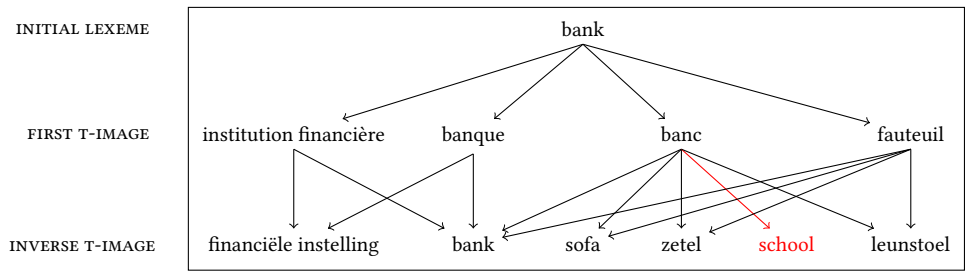 INITIAL LEXEME bank
FIRST T-IMAGE institution financière banque banc fauteuil
INVERSE T-IMAGE financiële instelling bank sofa zetel school leunstoel